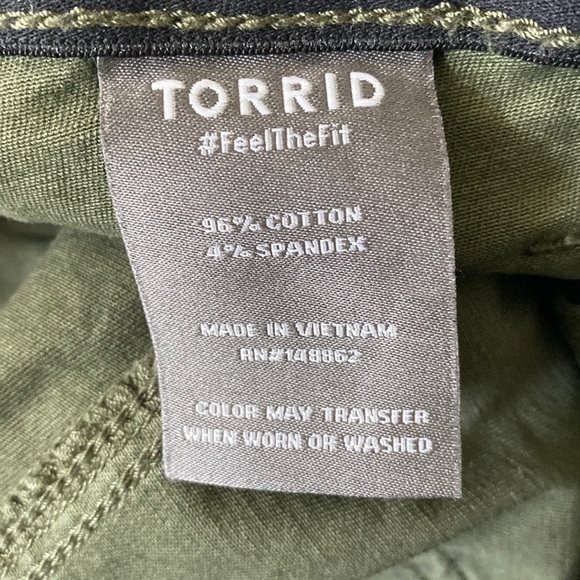 TORRID
#FeelTheFit
96% COTTON
4% SPANDEX
MADE IN VIETNAM
RN#148862
COLOR MAY TRANSFER
WHEN WORN OR WASHED